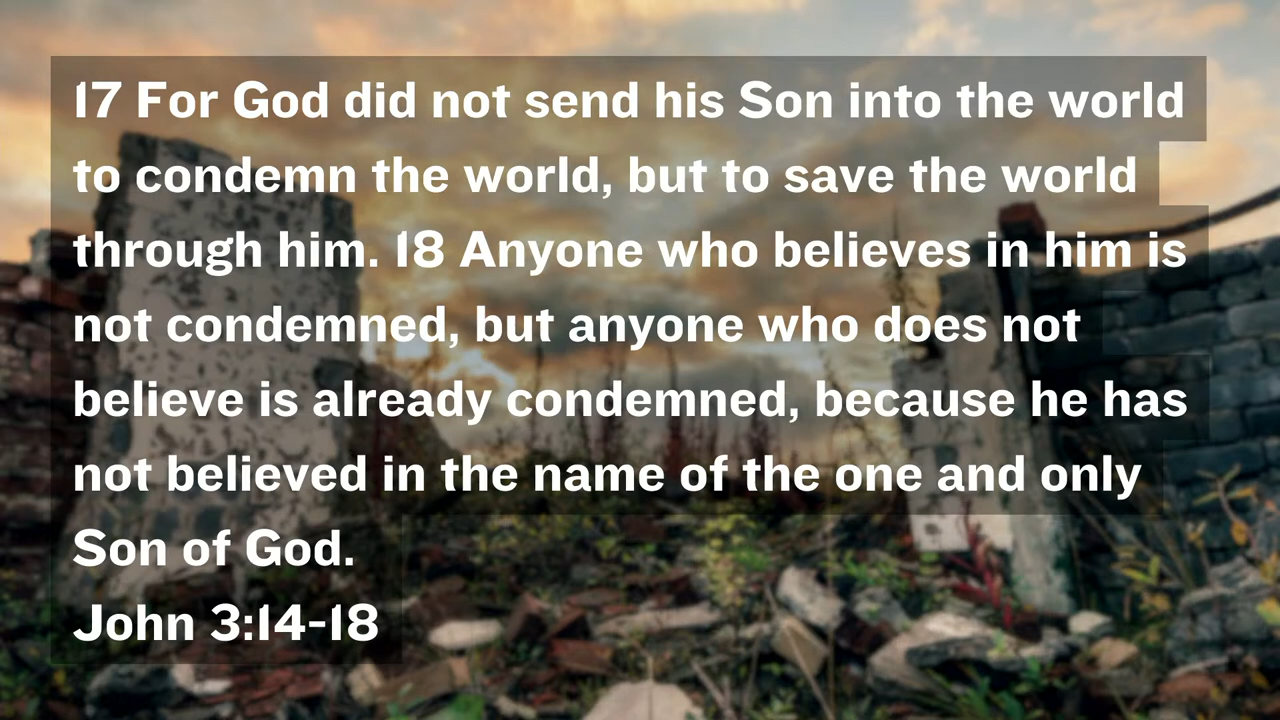 17 For God did not send his Son into the world
to condemn the world, but to save the world
through him. 18 Anyone who believes in him is
not condemned, but anyone who does not
believe is already condemned, because he has
not believed in the name of the one and only
Son of God.
John 3:14-18